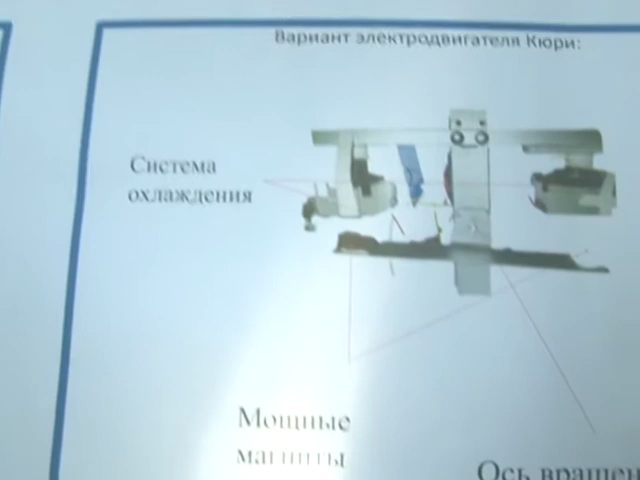 Вариант электродвигателя Кюри:
Система
охлаждения
Мощные
магниты
Ось вращен